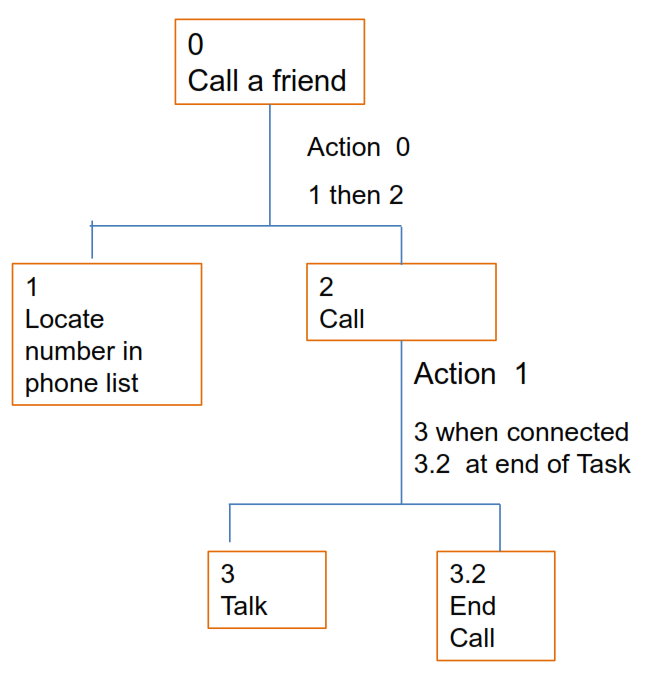 0
Call a friend
Action 0
1 then 2
1
Locate
number in
phone list
2
Call
Action 1
3 when connected
3.2 at end of Task
3
Talk
3.2
End
Call